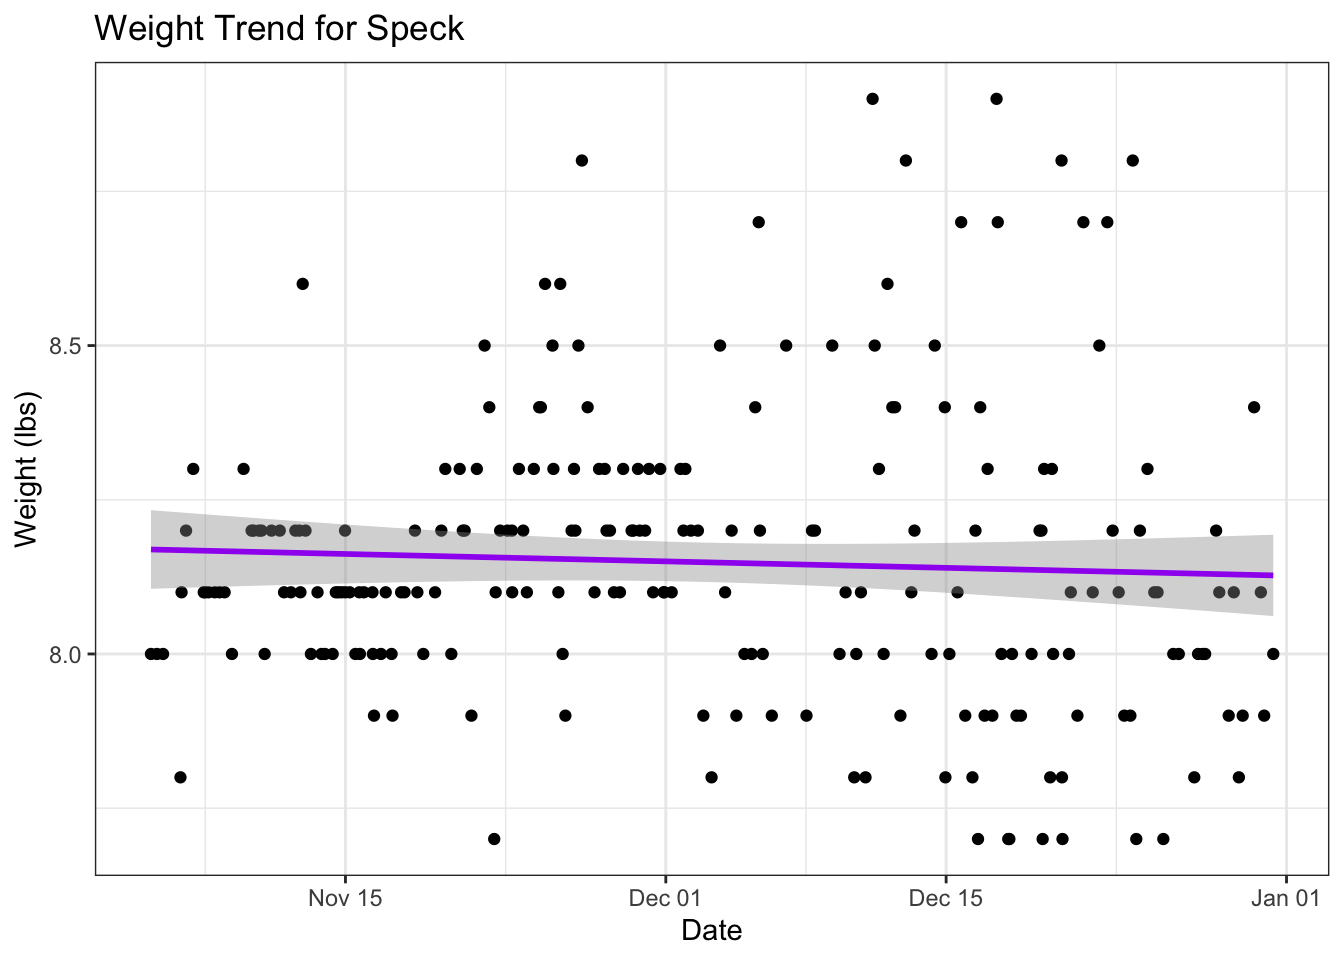 Weight Trend for Speck
Weight (lbs)
8.5
8.0
Nov 15
Dec 01
Dec 15
Jan 01
Date